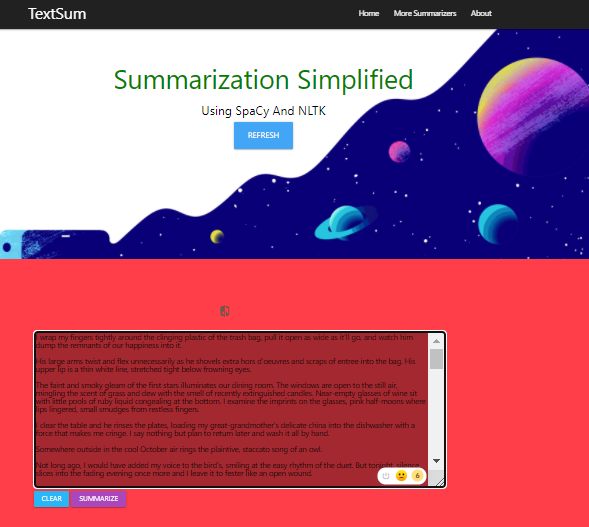 TextSum
Home More Summarizers About
Summarization Simplified
Using SpaCy And NLTK
REFRESH
I wrap my fingers tightly around the clinging plastic of the trash bag, pull it open as wide as it'll go, and watch him
dump the remnants of our happiness into it.
His large arms twist and flex unnecessarily as he shovels extra hors d'oeuvres and scraps of entree into the bag. His
upper lip is a thin white line, stretched tight below frowning eyes.
The faint and smoky gleam of the first stars illuminates our dining room. The windows are open to the still air,
mingling the scent of grass and dew with the smell of recently extinguished candles. Near-empty glasses of wine sit
with little pools of ruby liquid congealing at the bottom. I examine the imprints on the glasses, pink half-moons where
lips lingered, small smudges from restless fingers.
I clear the table and he rinses the plates, loading my great-grandmother's delicate china into the dishwasher with a
force that makes me cringe. I say nothing but plan to return later and wash it all by hand.
Somewhere outside in the cool October air rings the plaintive, staccato song of an owl.
Not long ago, I would have added my voice to the bird's, smiling at the easy rhythm of the duet. But tonight, silence
slices into the fading evening once more and I leave it to fester like an open wound.
6
CLEAR SUMMARIZE